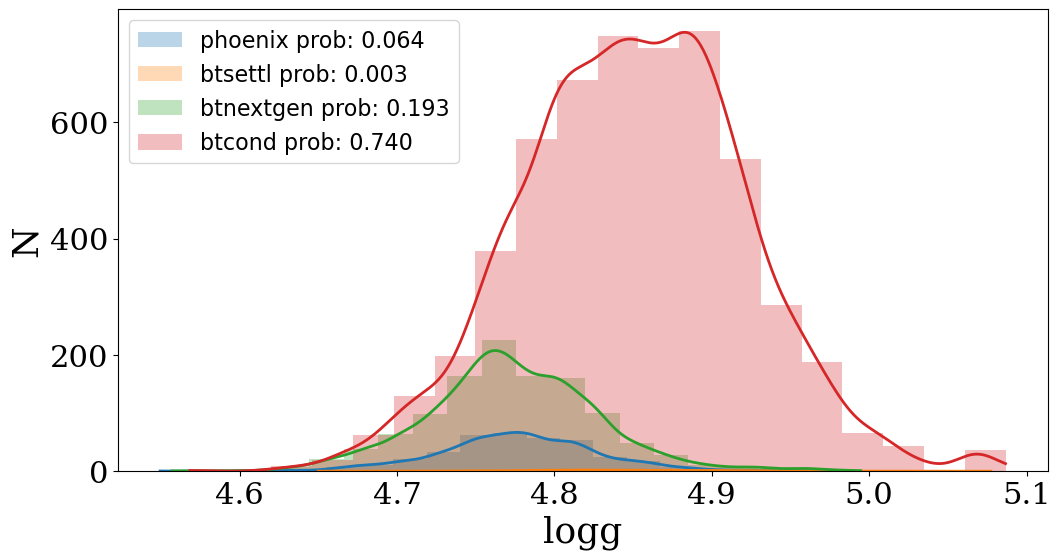 phoenix prob: 0.064
btsettl prob: 0.003
btnextgen prob: 0.193
btcond prob: 0.740
600
400
200
0
N
4.6 4.7 4.8 4.9 5.0 5.1
logg